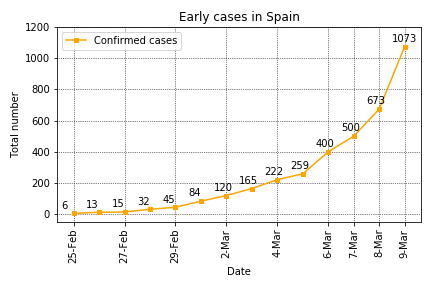 Early cases in Spain
1200
1000
800
600
400
200
0
Total number
Confirmed cases
6
13
15
32
45
84
120
165
222
259
400
500
673
1073
25-Feb
27-Feb
29-Feb
2-Mar
4-Mar
6-Mar
7-Mar
8-Mar
9-Mar
Date